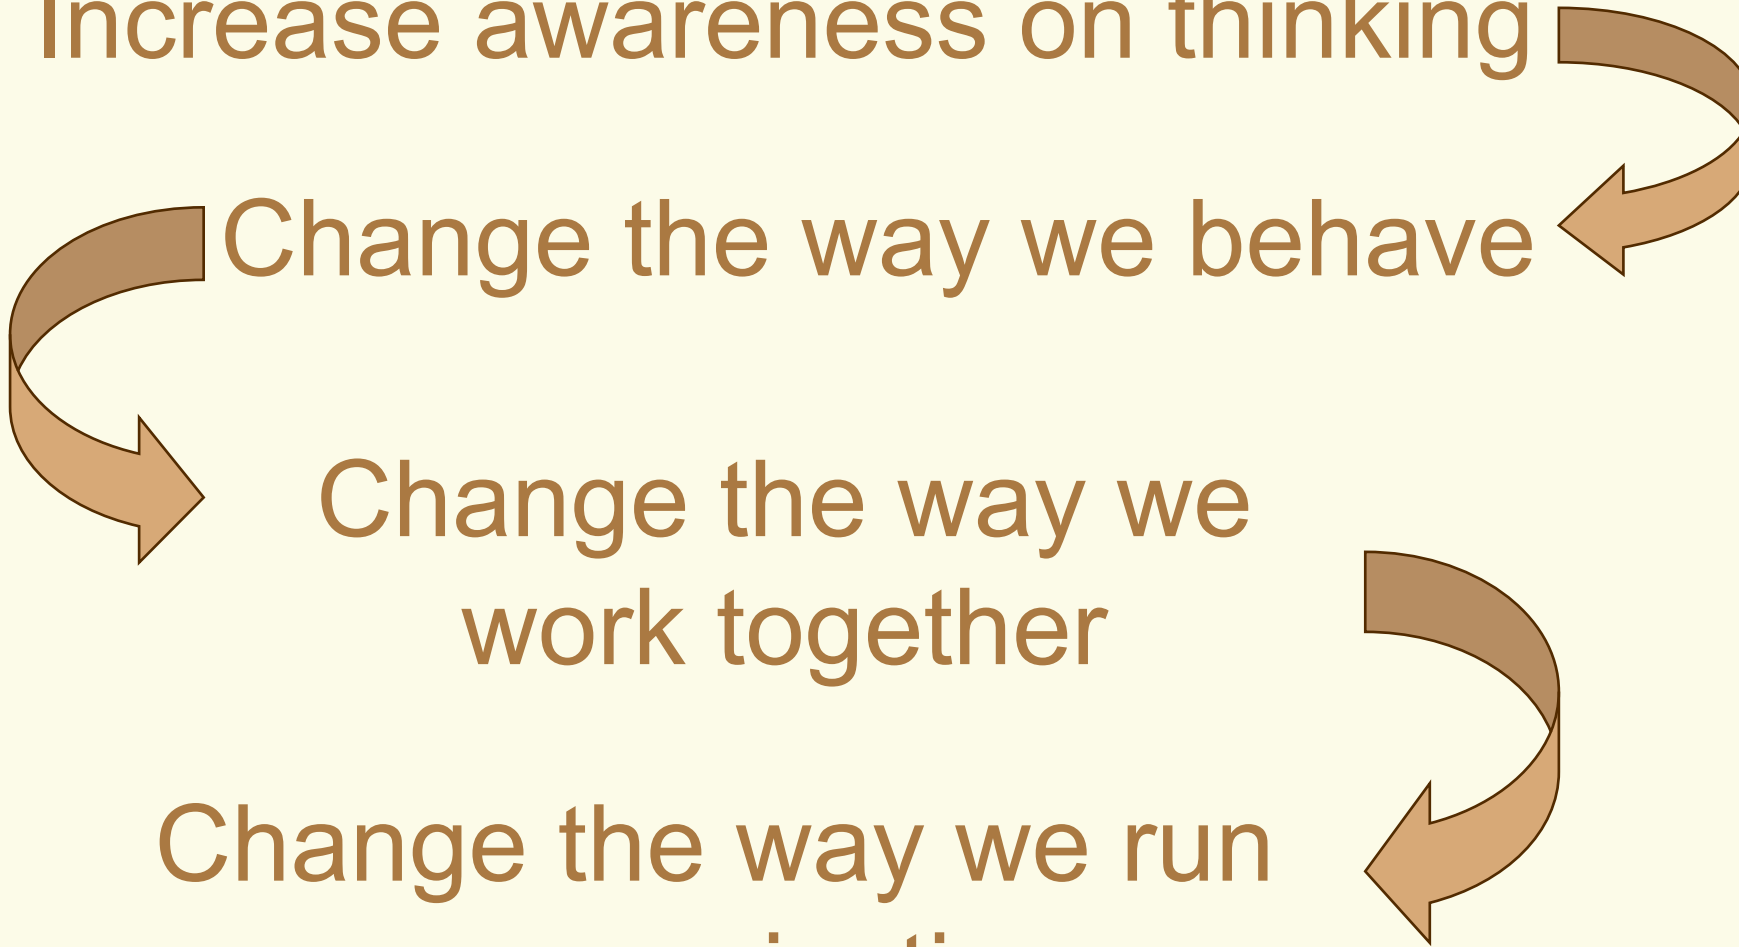 Increase awareness on thinking
Change the way we behave
Change the way we
work together
Change the way we run